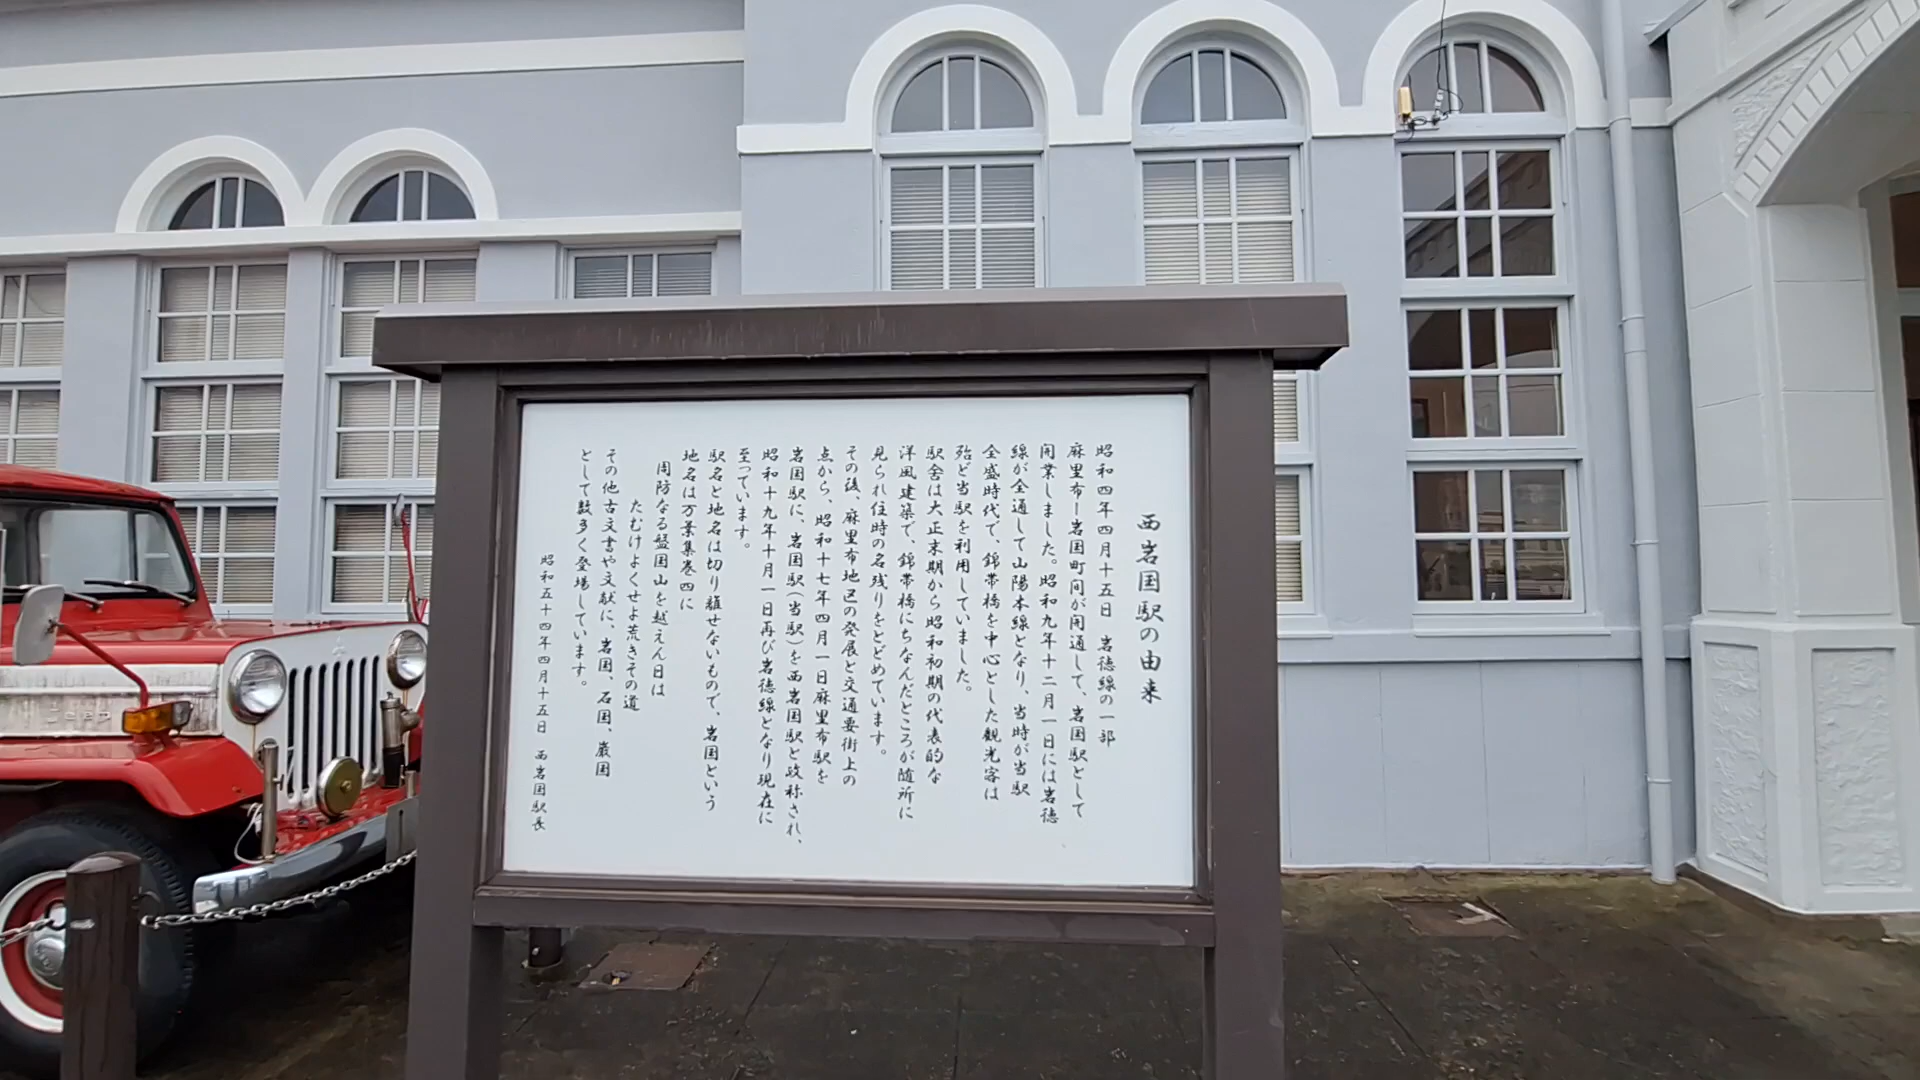 西岩国駅の由来
昭和四年四月十五日　岩徳線の一部
麻里布ー岩国町間が開通して、岩国駅として
開業しました。昭和九年十二月一日には岩徳
線が全通して山陽本線となり、当時が当駅
全盛時代で、錦帯橋を中心とした観光客は
殆ど当駅を利用していました。
駅舎は大正末期から昭和初期の代表的な
洋風建築で、錦帯橋にちなんだところが随所に
見られ往時の名残りをとどめています。
その後、麻里布地区の発展と交通要衝上の
点から、昭和十七年四月一日麻里布駅を
岩国駅に、岩国駅(当駅)を西岩国駅と改称され、
昭和十九年十月一日再び岩徳線となり現在に
至っています。
駅名と地名は切り離せないもので、岩国という
地名は万葉集巻四に
周防なる盤国山を越えん日は
たむけよくせよ荒きその道
その他古文書や文献に、岩国、石国、巌国
として数多く登場しています。
昭和五十四年四月十五日　西岩国駅長
Jeep